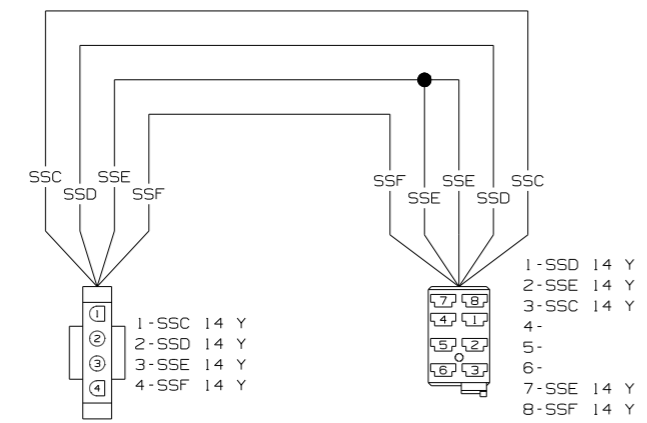 SSC
SSD
SSE
SSF
SSF
SSE
SSE
SSD
SSC
1
2
3
4
1-SSC 14 Y
2-SSD 14 Y
3-SSE 14 Y
4-SSF 14 Y
7 8
4 1
5 2
6 3
1-SSD 14 Y
2-SSE 14 Y
3-SSC 14 Y
4-
5-
6-
7-SSE 14 Y
8-SSF 14 Y